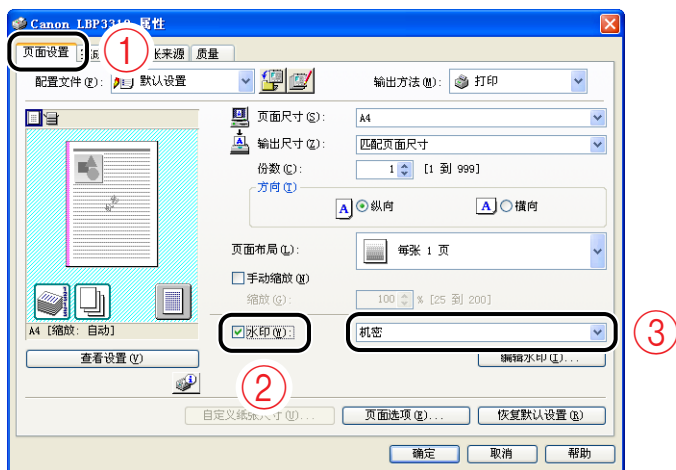 Canon LBP3310 属性
页面设置 纸来源 质量
①
配置文件(F): 默认设置 输出方法(M): 打印
页面尺寸(S): A4
输出尺寸(Z): 匹配页面尺寸
份数(C): 1 [1 到 999]
方向(T)
A 纵向 A 横向
页面布局(L): 每张 1 页
手动缩放(N)
缩放(G): 100 % [25 到 200]
A4 [缩放: 自动]
水印(W): 机密
③
查看设置(V) 编辑水印(I)...
②
自定义纸张尺寸(U)... 页面选项(E)... 恢复默认设置(R)
确定 取消 帮助